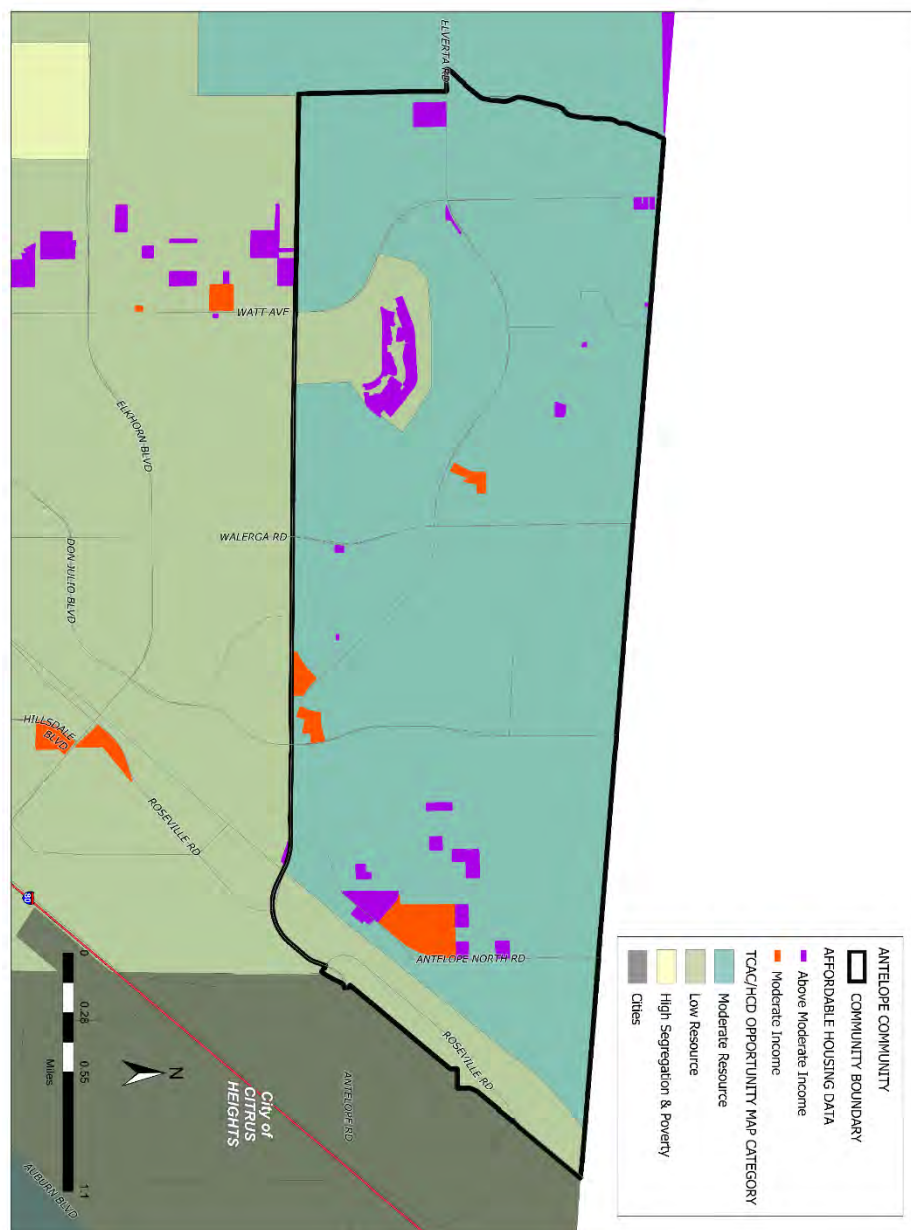 ANTELOPE COMMUNITY
COMMUNITY BOUNDARY
AFFORDABLE HOUSING DATA
Above Moderate Income
Moderate Income
TCAC/HCD OPPORTUNITY MAP CATEGORY
Moderate Resource
Low Resource
High Segregation & Poverty
Cities
ELVERTA RD
WATT AVE
ELKHORN BLVD
WALERGA RD
DON JULIO BLVD
HILLSDALE
BLVD
ROSEVILLE RD
ANTELOPE NORTH RD
ROSEVILLE RD
ANTELOPE RD
City of
CITRUS
HEIGHTS
AUBURN BLVD
80
N
0 0.28 0.55 1.1
Miles